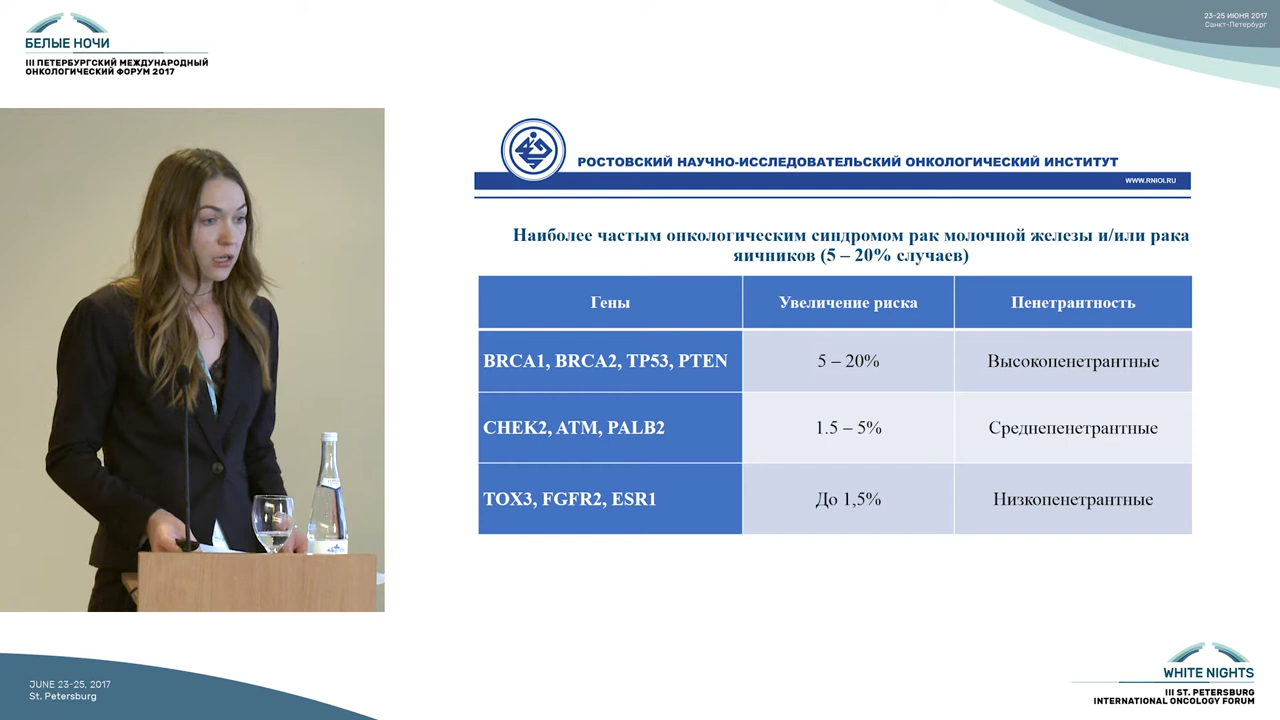 БЕЛЫЕ НОЧИ
III ПЕТЕРБУРГСКИЙ МЕЖДУНАРОДНЫЙ
ОНКОЛОГИЧЕСКИЙ ФОРУМ 2017
23-25 ИЮНЯ 2017
Санкт-Петербург
РОСТОВСКИЙ НАУЧНО-ИССЛЕДОВАТЕЛЬСКИЙ ОНКОЛОГИЧЕСКИЙ ИНСТИТУТ
WWW.RNIOI.RU
Наиболее частым онкологическим синдромом рак молочной железы и/или рака
яичников (5 – 20% случаев)
Гены Увеличение риска Пенетрантность
BRCA1, BRCA2, TP53, PTEN 5 – 20% Высокопенетрантные
CHEK2, ATM, PALB2 1.5 – 5% Среднепенетрантные
TOX3, FGFR2, ESR1 До 1,5% Низкопенетрантные
JUNE 23-25, 2017
St. Petersburg
WHITE NIGHTS
III ST. PETERSBURG
INTERNATIONAL ONCOLOGY FORUM